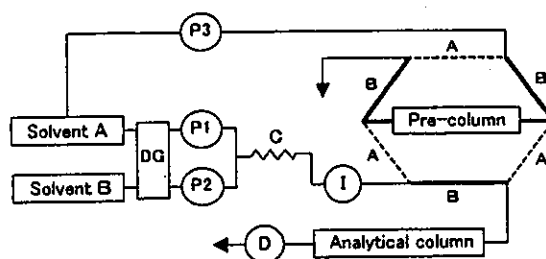 P3
A
B
B
Solvent A
P1
DG
C
Pre-column
Solvent B
P2
A
A
I
B
D
Analytical column